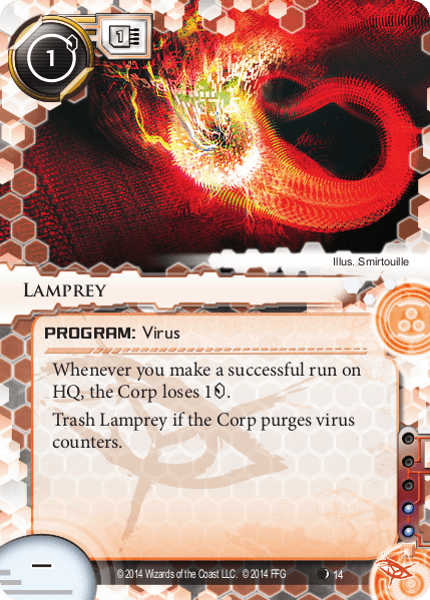 1
1
Illus. Smirtouille
LAMPREY
PROGRAM: Virus
Whenever you make a successful run on
HQ, the Corp loses 1.
Trash Lamprey if the Corp purges virus
counters.
–
© 2014 Wizards of the Coast LLC. © 2014 FFG 14